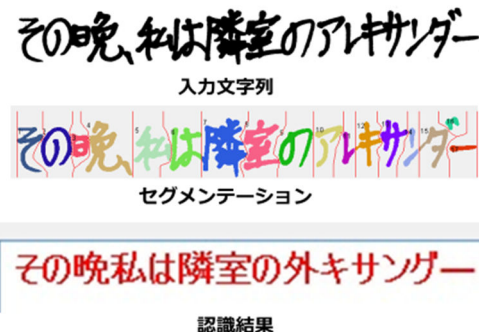 その晩、私は隣室のアレキサンダー
入力文字列
その晩、私は隣室のアレキサンダー
セグメンテーション
その晩私は隣室の外キサングー
認識結果